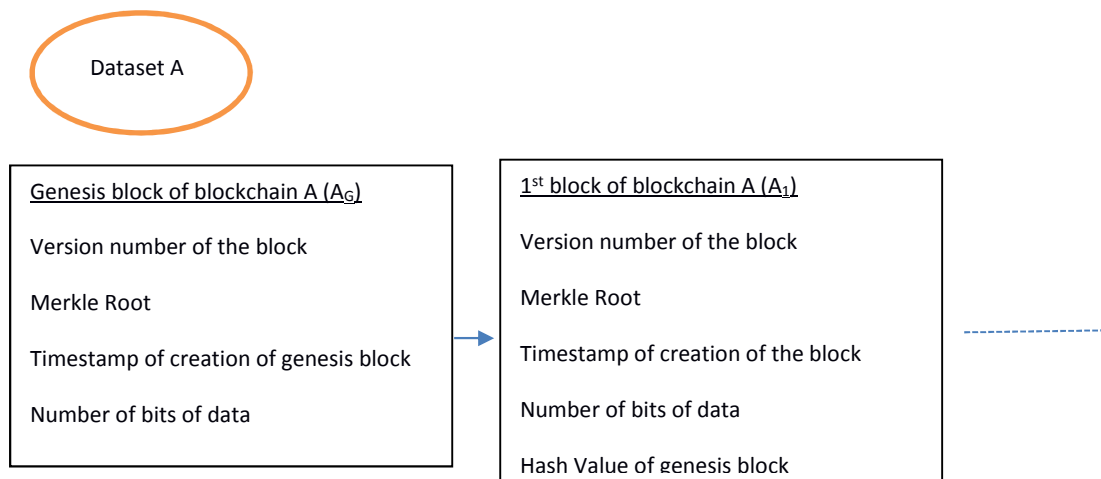 Dataset A
Genesis block of blockchain A (AG)
Version number of the block
Merkle Root
Timestamp of creation of genesis block
Number of bits of data
1st block of blockchain A (A1)
Version number of the block
Merkle Root
Timestamp of creation of the block
Number of bits of data
Hash Value of genesis block